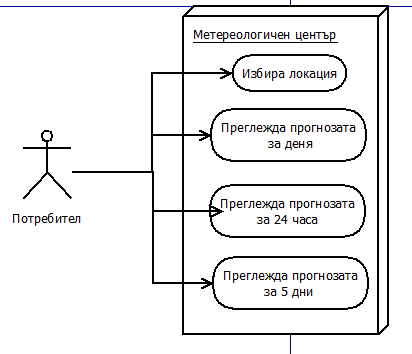 Метереологичен център
Избира локация
Преглежда прогнозата
за деня
Преглежда прогнозата
за 24 часа
Потребител
Преглежда прогнозата
за 5 дни